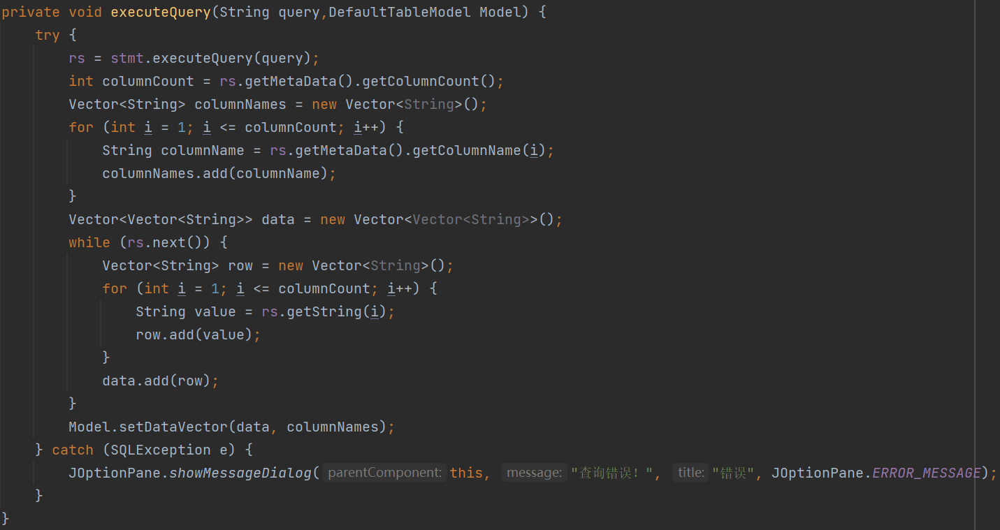 private void executeQuery(String query,DefaultTableModel Model) {
    try {
        rs = stmt.executeQuery(query);
        int columnCount = rs.getMetaData().getColumnCount();
        Vector<String> columnNames = new Vector<String>();
        for (int i = 1; i <= columnCount; i++) {
            String columnName = rs.getMetaData().getColumnName(i);
            columnNames.add(columnName);
        }
        Vector<Vector<String>> data = new Vector<Vector<String>>();
        while (rs.next()) {
            Vector<String> row = new Vector<String>();
            for (int i = 1; i <= columnCount; i++) {
                String value = rs.getString(i);
                row.add(value);
            }
            data.add(row);
        }
        Model.setDataVector(data, columnNames);
    } catch (SQLException e) {
        JOptionPane.showMessageDialog( parentComponent: this, message: "查询错误！", title: "错误", JOptionPane.ERROR_MESSAGE);
    }
}